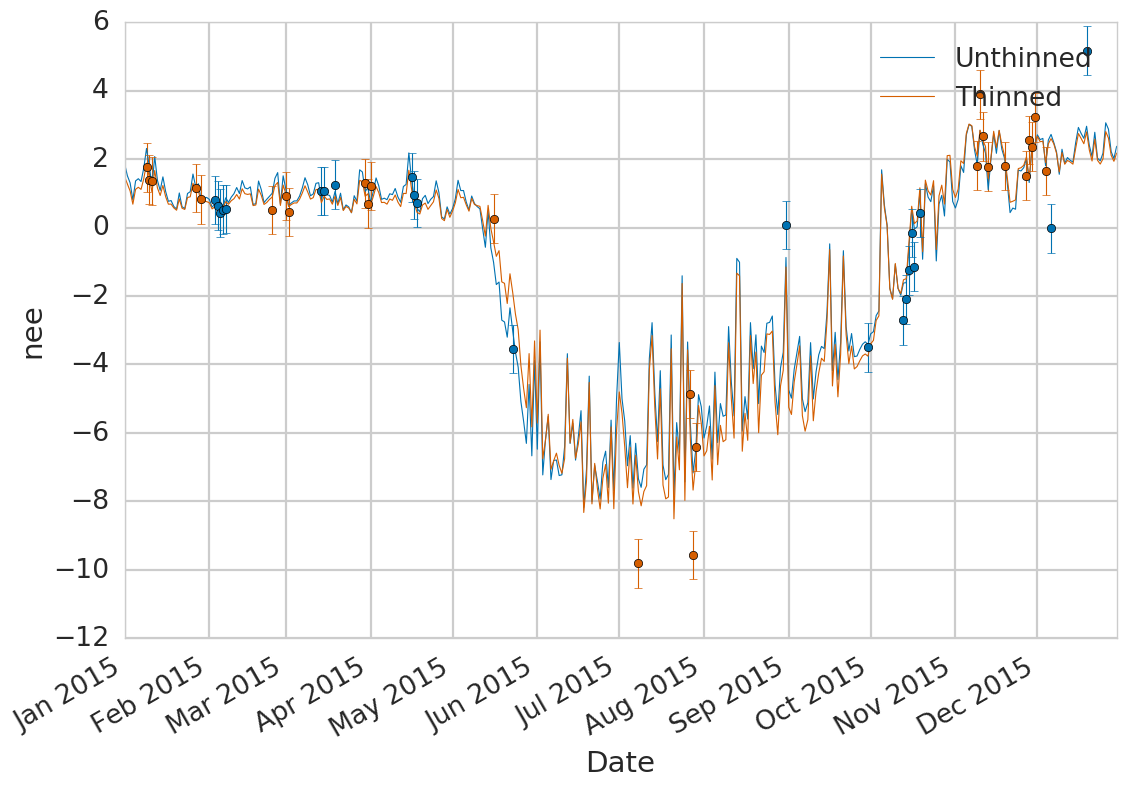 6
4
2
0
−2
−4
−6
−8
−10
−12
nee
Unthinned
Thinned
Jan 2015
Feb 2015
Mar 2015
Apr 2015
May 2015
Jun 2015
Jul 2015
Aug 2015
Sep 2015
Oct 2015
Nov 2015
Dec 2015
Date